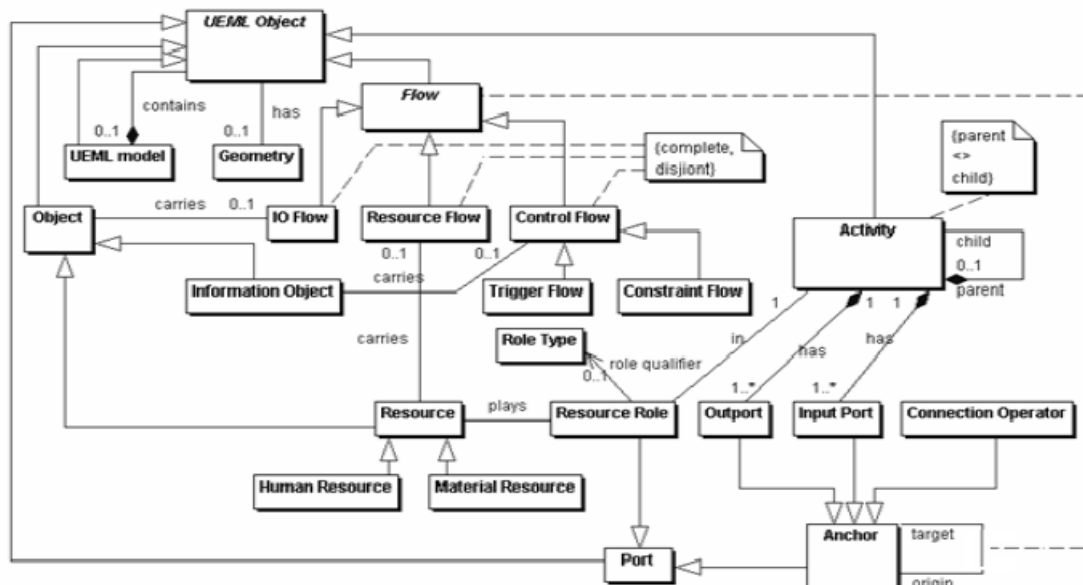 UEML Object
contains
has
Flow
0..1
0..1
UEML model
Geometry
{complete,
disjiont}
{parent
<>
child}
carries
0..1
Object
IO Flow
Resource Flow
Control Flow
Activity
child
0..1
parent
0..1
0..1
carries
Information Object
Trigger Flow
Constraint Flow
1
1
1
carries
Role Type
in
has
has
role qualifier
0..1
1..*
1..*
Resource
plays
Resource Role
Outport
Input Port
Connection Operator
Human Resource
Material Resource
Anchor
target
Port
origin